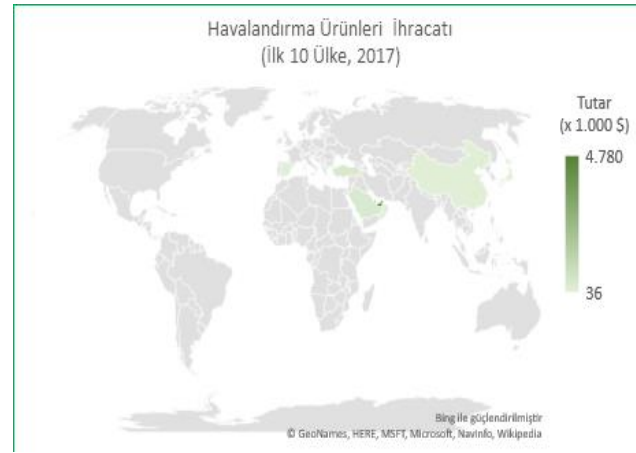 Havalandırma Ürünleri İhracatı
(İlk 10 Ülke, 2017)
Tutar
(x 1.000 $)
4.780
36
Bing ile güçlendirilmiştir
© GeoNames, HERE, MSFT, Microsoft, NavInfo, Wikipedia